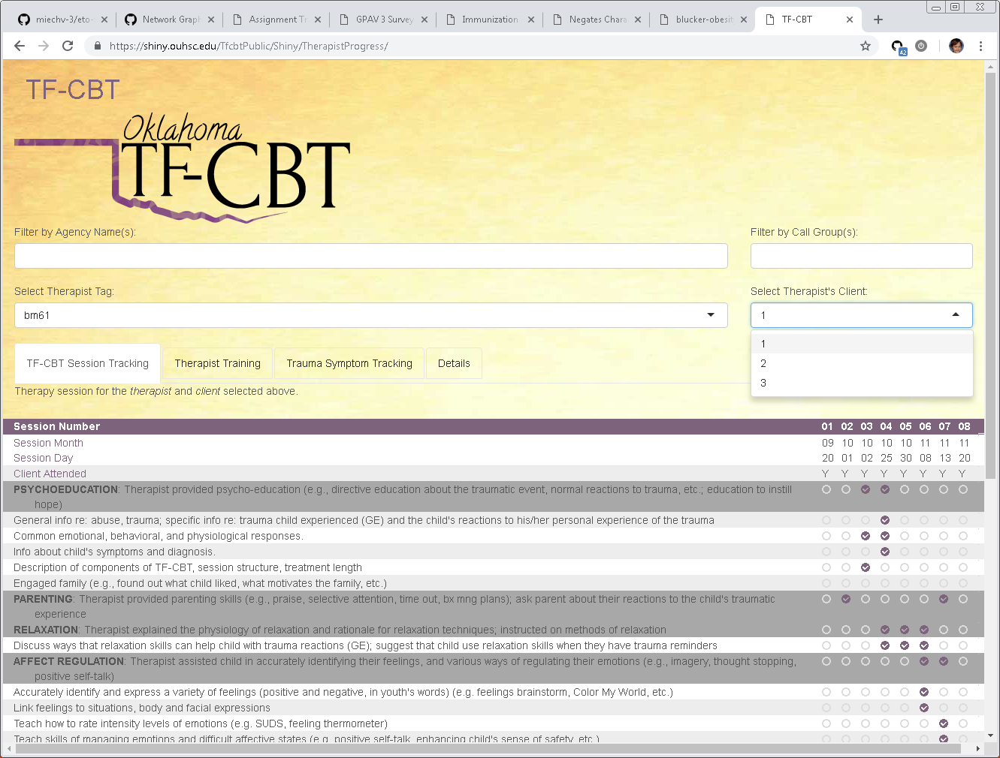 miechv-3/eto-
Network Graph
Assignment Tr
GPAV 3 Survey
Immunization
Negates Chara
blucker-obesit
TF-CBT
https://shiny.ouhsc.edu/TfcbtPublic/Shiny/TherapistProgress/
42
TF-CBT
Oklahoma
TF-CBT
Filter by Agency Name(s):
Filter by Call Group(s):
Select Therapist Tag:
Select Therapist's Client:
bm61
1
1
2
3
TF-CBT Session Tracking
Therapist Training
Trauma Symptom Tracking
Details
Therapy session for the therapist and client selected above.
Session Number 01 02 03 04 05 06 07 08
Session Month 09 10 10 10 10 11 11 11
Session Day 20 01 02 25 30 08 13 20
Client Attended Y Y Y Y Y Y Y Y
PSYCHOEDUCATION: Therapist provided psycho-education (e.g., directive education about the traumatic event, normal reactions to trauma, etc.; education to instill
hope)
General info re: abuse, trauma; specific info re: trauma child experienced (GE) and the child's reactions to his/her personal experience of the trauma
Common emotional, behavioral, and physiological responses.
Info about child's symptoms and diagnosis.
Description of components of TF-CBT, session structure, treatment length
Engaged family (e.g., found out what child liked, what motivates the family, etc.)
PARENTING: Therapist provided parenting skills (e.g., praise, selective attention, time out, bx mng plans); ask parent about their reactions to the child's traumatic
experience
RELAXATION: Therapist explained the physiology of relaxation and rationale for relaxation techniques; instructed on methods of relaxation
Discuss ways that relaxation skills can help child with trauma reactions (GE); suggest that child use relaxation skills when they have trauma reminders
AFFECT REGULATION: Therapist assisted child in accurately identifying their feelings, and various ways of regulating their emotions (e.g., imagery, thought stopping,
positive self-talk)
Accurately identify and express a variety of feelings (positive and negative, in youth's words) (e.g. feelings brainstorm, Color My World, etc.)
Link feelings to situations, body and facial expressions
Teach how to rate intensity levels of emotions (e.g. SUDS, feeling thermometer)
Teach skills of managing emotions and difficult affective states (e.g. positive self-talk, enhancing child's sense of safety, etc.)